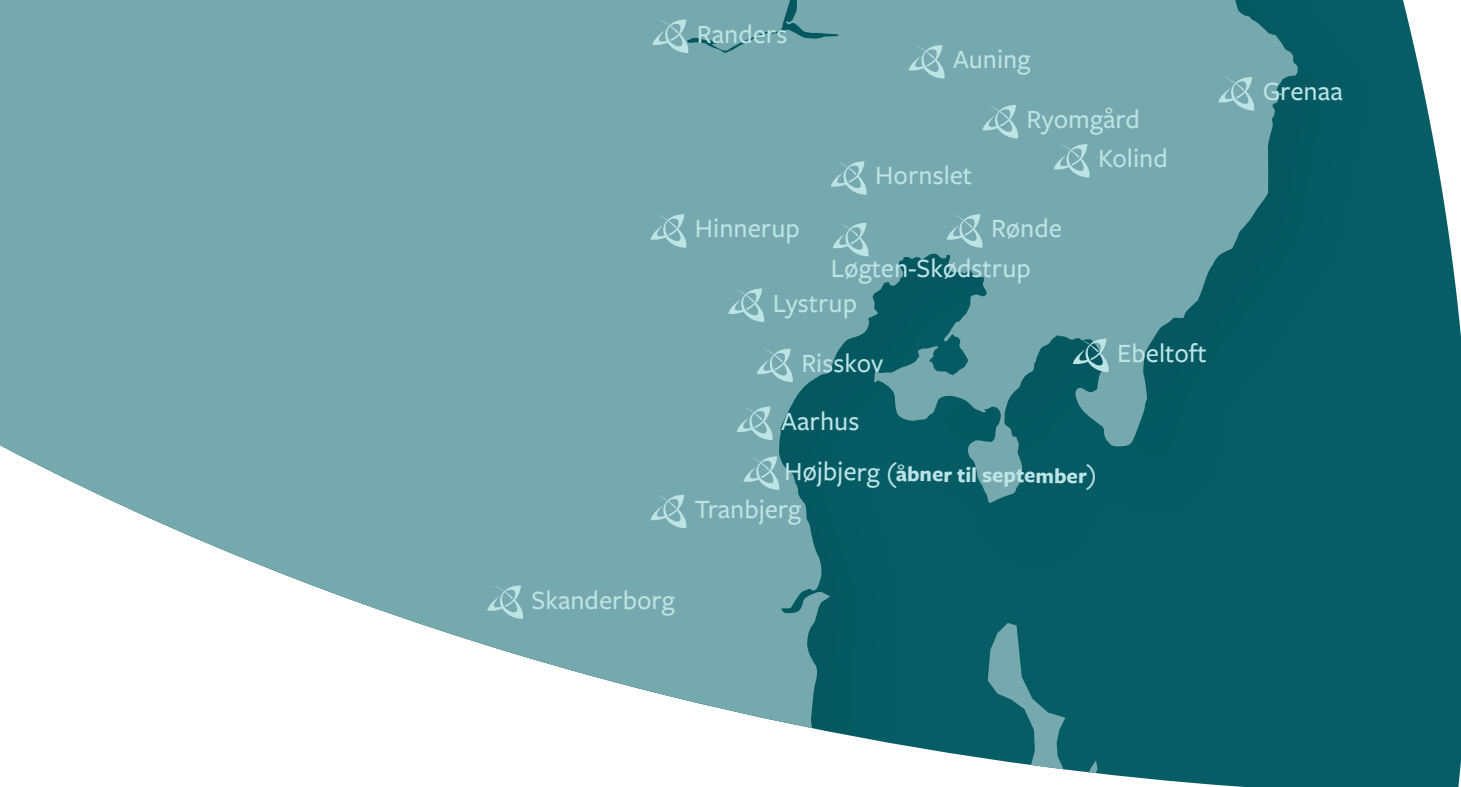 Randers
Auning
Grenaa
Ryomgård
Kolind
Hornslet
Hinnerup
Rønde
Løgten-Skødstrup
Lystrup
Ebeltoft
Risskov
Aarhus
Højbjerg (åbner til september)
Tranbjerg
Skanderborg